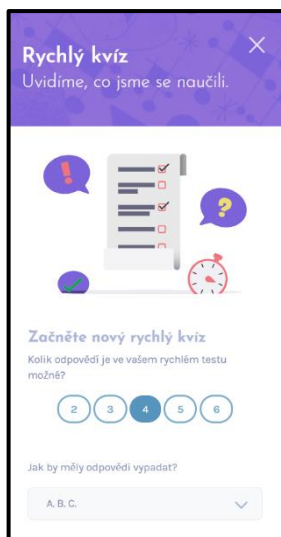 Rychlý kvíz
Uvidíme, co jsme se naučili.
Začněte nový rychlý kvíz
Kolik odpovědí je ve vašem rychlém testu
možné?
2 3 4 5 6
Jak by měly odpovědi vypadat?
A. B. C.